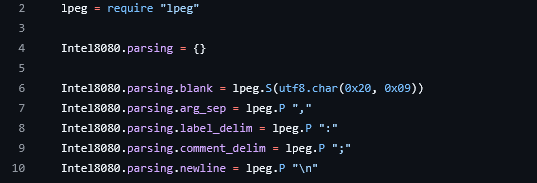 2 lpeg = require "lpeg"
3
4 Intel8080.parsing = {}
5
6 Intel8080.parsing.blank = lpeg.S(utf8.char(0x20, 0x09))
7 Intel8080.parsing.arg_sep = lpeg.P ","
8 Intel8080.parsing.label_delim = lpeg.P ":"
9 Intel8080.parsing.comment_delim = lpeg.P ";"
10 Intel8080.parsing.newline = lpeg.P "\n"